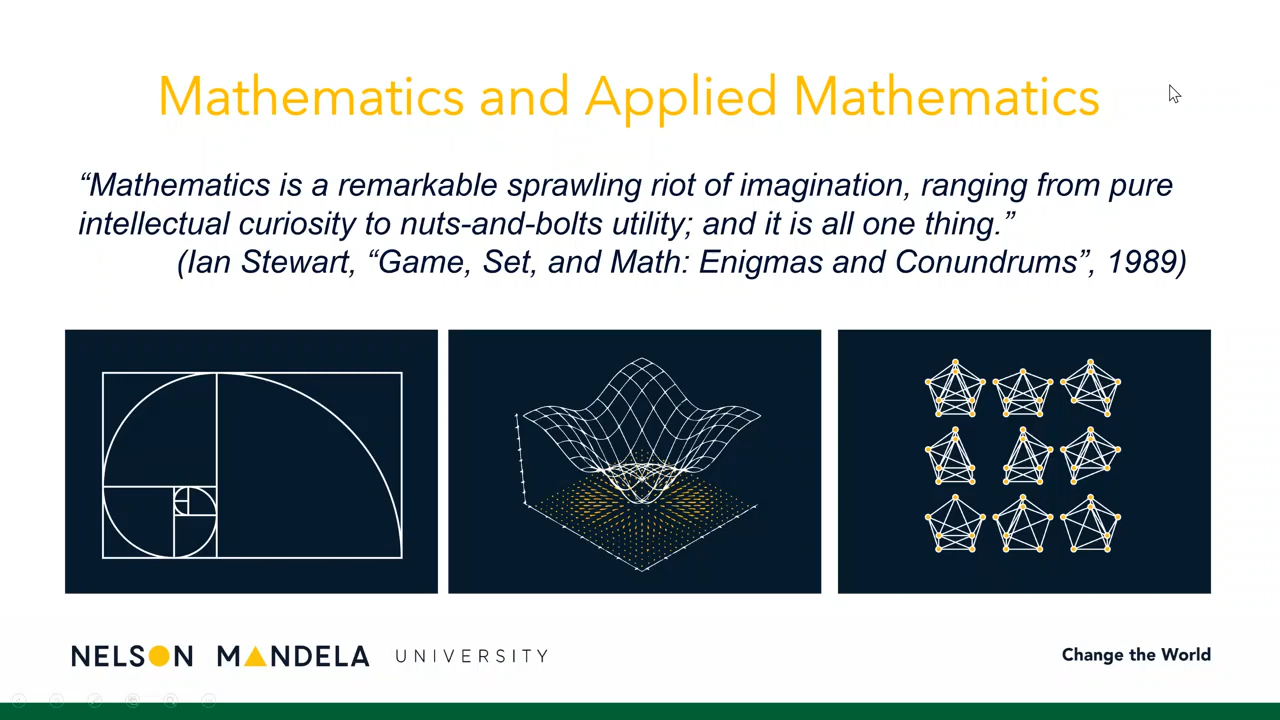 Mathematics and Applied Mathematics
“Mathematics is a remarkable sprawling riot of imagination, ranging from pure
intellectual curiosity to nuts-and-bolts utility; and it is all one thing.”
(Ian Stewart, “Game, Set, and Math: Enigmas and Conundrums”, 1989)
NELSON MANDELA UNIVERSITY
Change the World